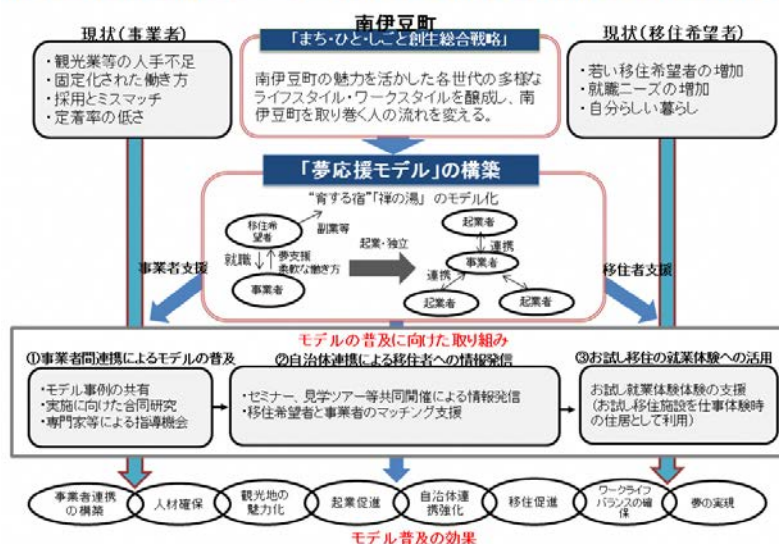 南伊豆町
現状(事業者)
・観光業等の人手不足
・固定化された働き方
・採用とミスマッチ
・定着率の低さ
「まち・ひと・しごと創生総合戦略」
南伊豆町の魅力を活かした各世代の多様な
ライフスタイル・ワークスタイルを醸成し、南
伊豆町を取り巻く人の流れを変える。
現状(移住希望者)
・若い移住希望者の増加
・就職ニーズの増加
・自分らしい暮らし
「夢応援モデル」の構築
“育する宿”「禅の湯」のモデル化
移住希
望者
副業等
就職
夢支援
柔軟な働き方
事業者
起業・独立
起業者
連携
事業者
連携
起業者
起業者
事業者支援
移住者支援
モデルの普及に向けた取り組み
①事業者間連携によるモデルの普及
・モデル事例の共有
・実施に向けた合同研究
・専門家等による指導機会
②自治体連携による移住者への情報発信
・セミナー、見学ツアー等共同開催による情報発信
・移住希望者と事業者のマッチング支援
③お試し移住の就業体験への活用
お試し就業体験体験の支援
(お試し移住施設を仕事体験時
の住居として利用)
事業者連携
の構築
人材確保
観光地の
魅力化
起業促進
自治体連
携強化
移住促進
ワークライフ
バランスの確
保
夢の実現
モデル普及の効果